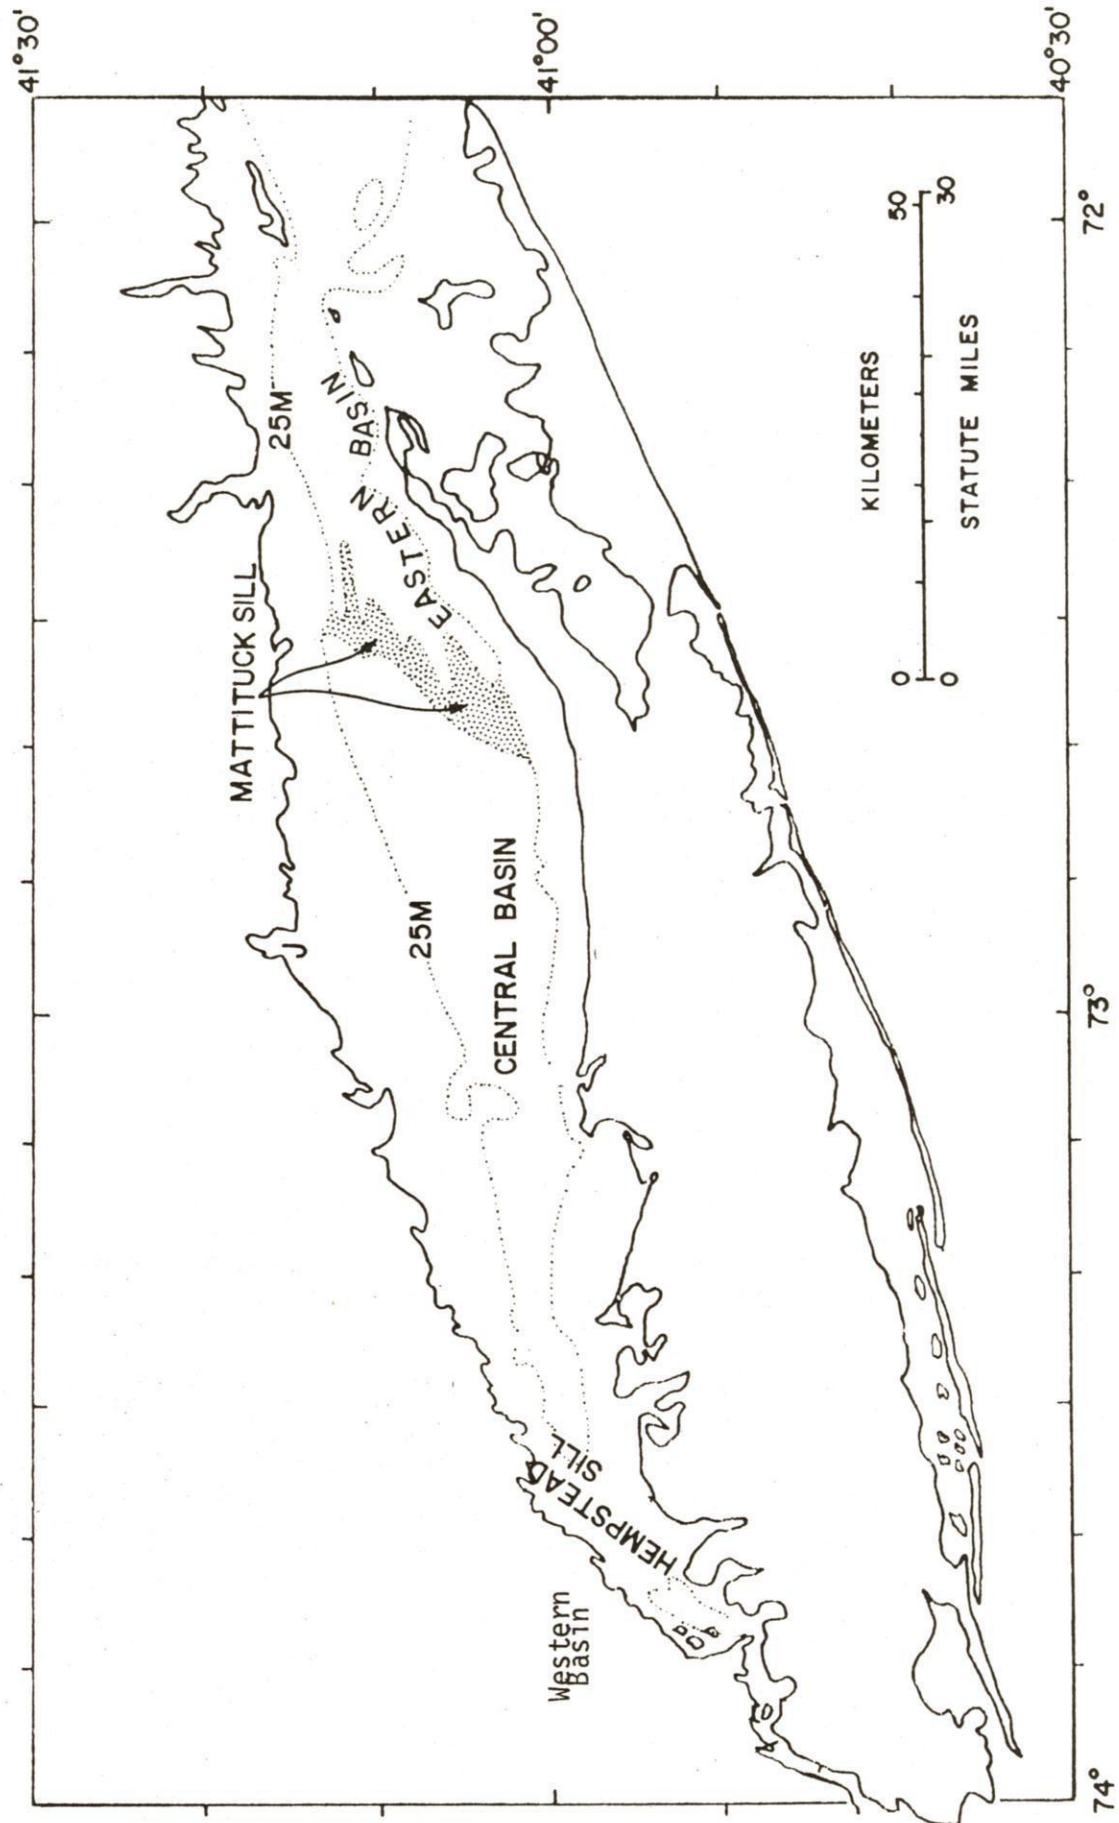 41°30'
41°00'
40°30'
MATTITUCK SILL
25M
EASTERN BASIN
25M
CENTRAL BASIN
HEMPSTEAD
SILL
Western
Basin
KILOMETERS
0
50
0
30
STATUTE MILES
74°
73°
72°